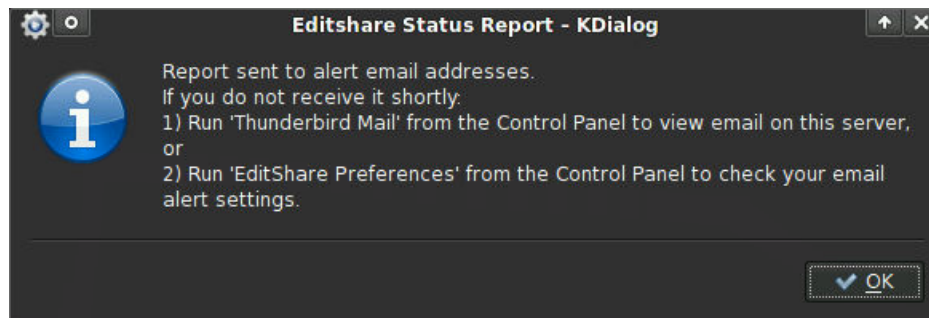 Editshare Status Report - KDialog
Report sent to alert email addresses.
If you do not receive it shortly:
1) Run 'Thunderbird Mail' from the Control Panel to view email on this server,
or
2) Run 'EditShare Preferences' from the Control Panel to check your email
alert settings.
OK